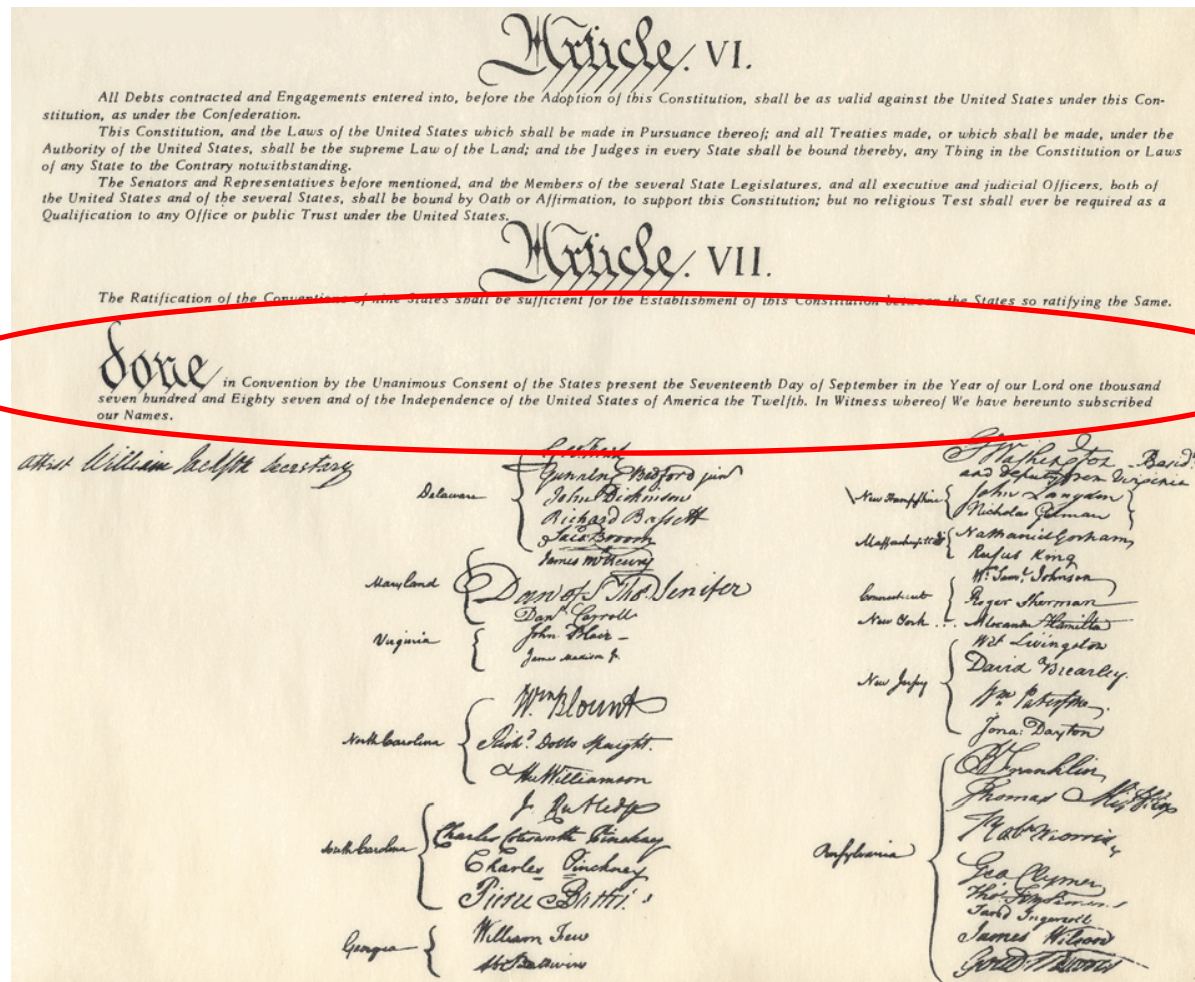 Article. VI.
All Debts contracted and Engagements entered into, before the Adoption of this Constitution, shall be as valid against the United States under this Con-
stitution, as under the Confederation.
This Constitution, and the Laws of the United States which shall be made in Pursuance thereof; and all Treaties made, or which shall be made, under the
Authority of the United States, shall be the supreme Law of the Land; and the Judges in every State shall be bound thereby, any Thing in the Constitution or Laws
of any State to the Contrary notwithstanding.
The Senators and Representatives before mentioned, and the Members of the several State Legislatures, and all executive and judicial Officers, both of
the United States and of the several States, shall be bound by Oath or Affirmation, to support this Constitution; but no religious Test shall ever be required as a
Qualification to any Office or public Trust under the United States.
Article. VII.
The Ratification of the Conventions of nine States shall be sufficient for the Establishment of this Constitution between the States so ratifying the Same.
done in Convention by the Unanimous Consent of the States present the Seventeenth Day of September in the Year of our Lord one thousand
seven hundred and Eighty seven and of the Independence of the United States of America the Twelfth. In Witness whereof We have hereunto subscribed
our Names.
attest William Jackson Secretary
Delaware
Gunning Bedford jun
John Dickinson
Richard Bassett
Jaco Broom
Maryland
James McHenry
Dan of St Thos. Jenifer
Danl Carroll
Virginia
John Blair—
James Madison Jr
North Carolina
Wm Blount
Richd. Dobbs Spaight.
Hu Williamson
South Carolina
J. Rutledge
Charles Cotesworth Pinckney
Charles Pinckney
Pierce Butler.
Georgia
William Few
Abr Baldwin
Go. Washington—Presidt.
and deputy from Virginia
New Hampshire
John Langdon
Nicholas Gilman
Massachusetts
Nathaniel Gorham
Rufus King
Connecticut
Wm. Saml. Johnson
Roger Sherman
New York . . . Alexander Hamilton
New Jersey
Wil Livingston
David Brearley.
Wm Paterson.
Jona: Dayton
Pensylvania
B Franklin
Thomas Mifflin
Robt Morris
Geo Clymer
Thos. FitzSimons
Jared Ingersoll
James Wilson
Gouv Morris